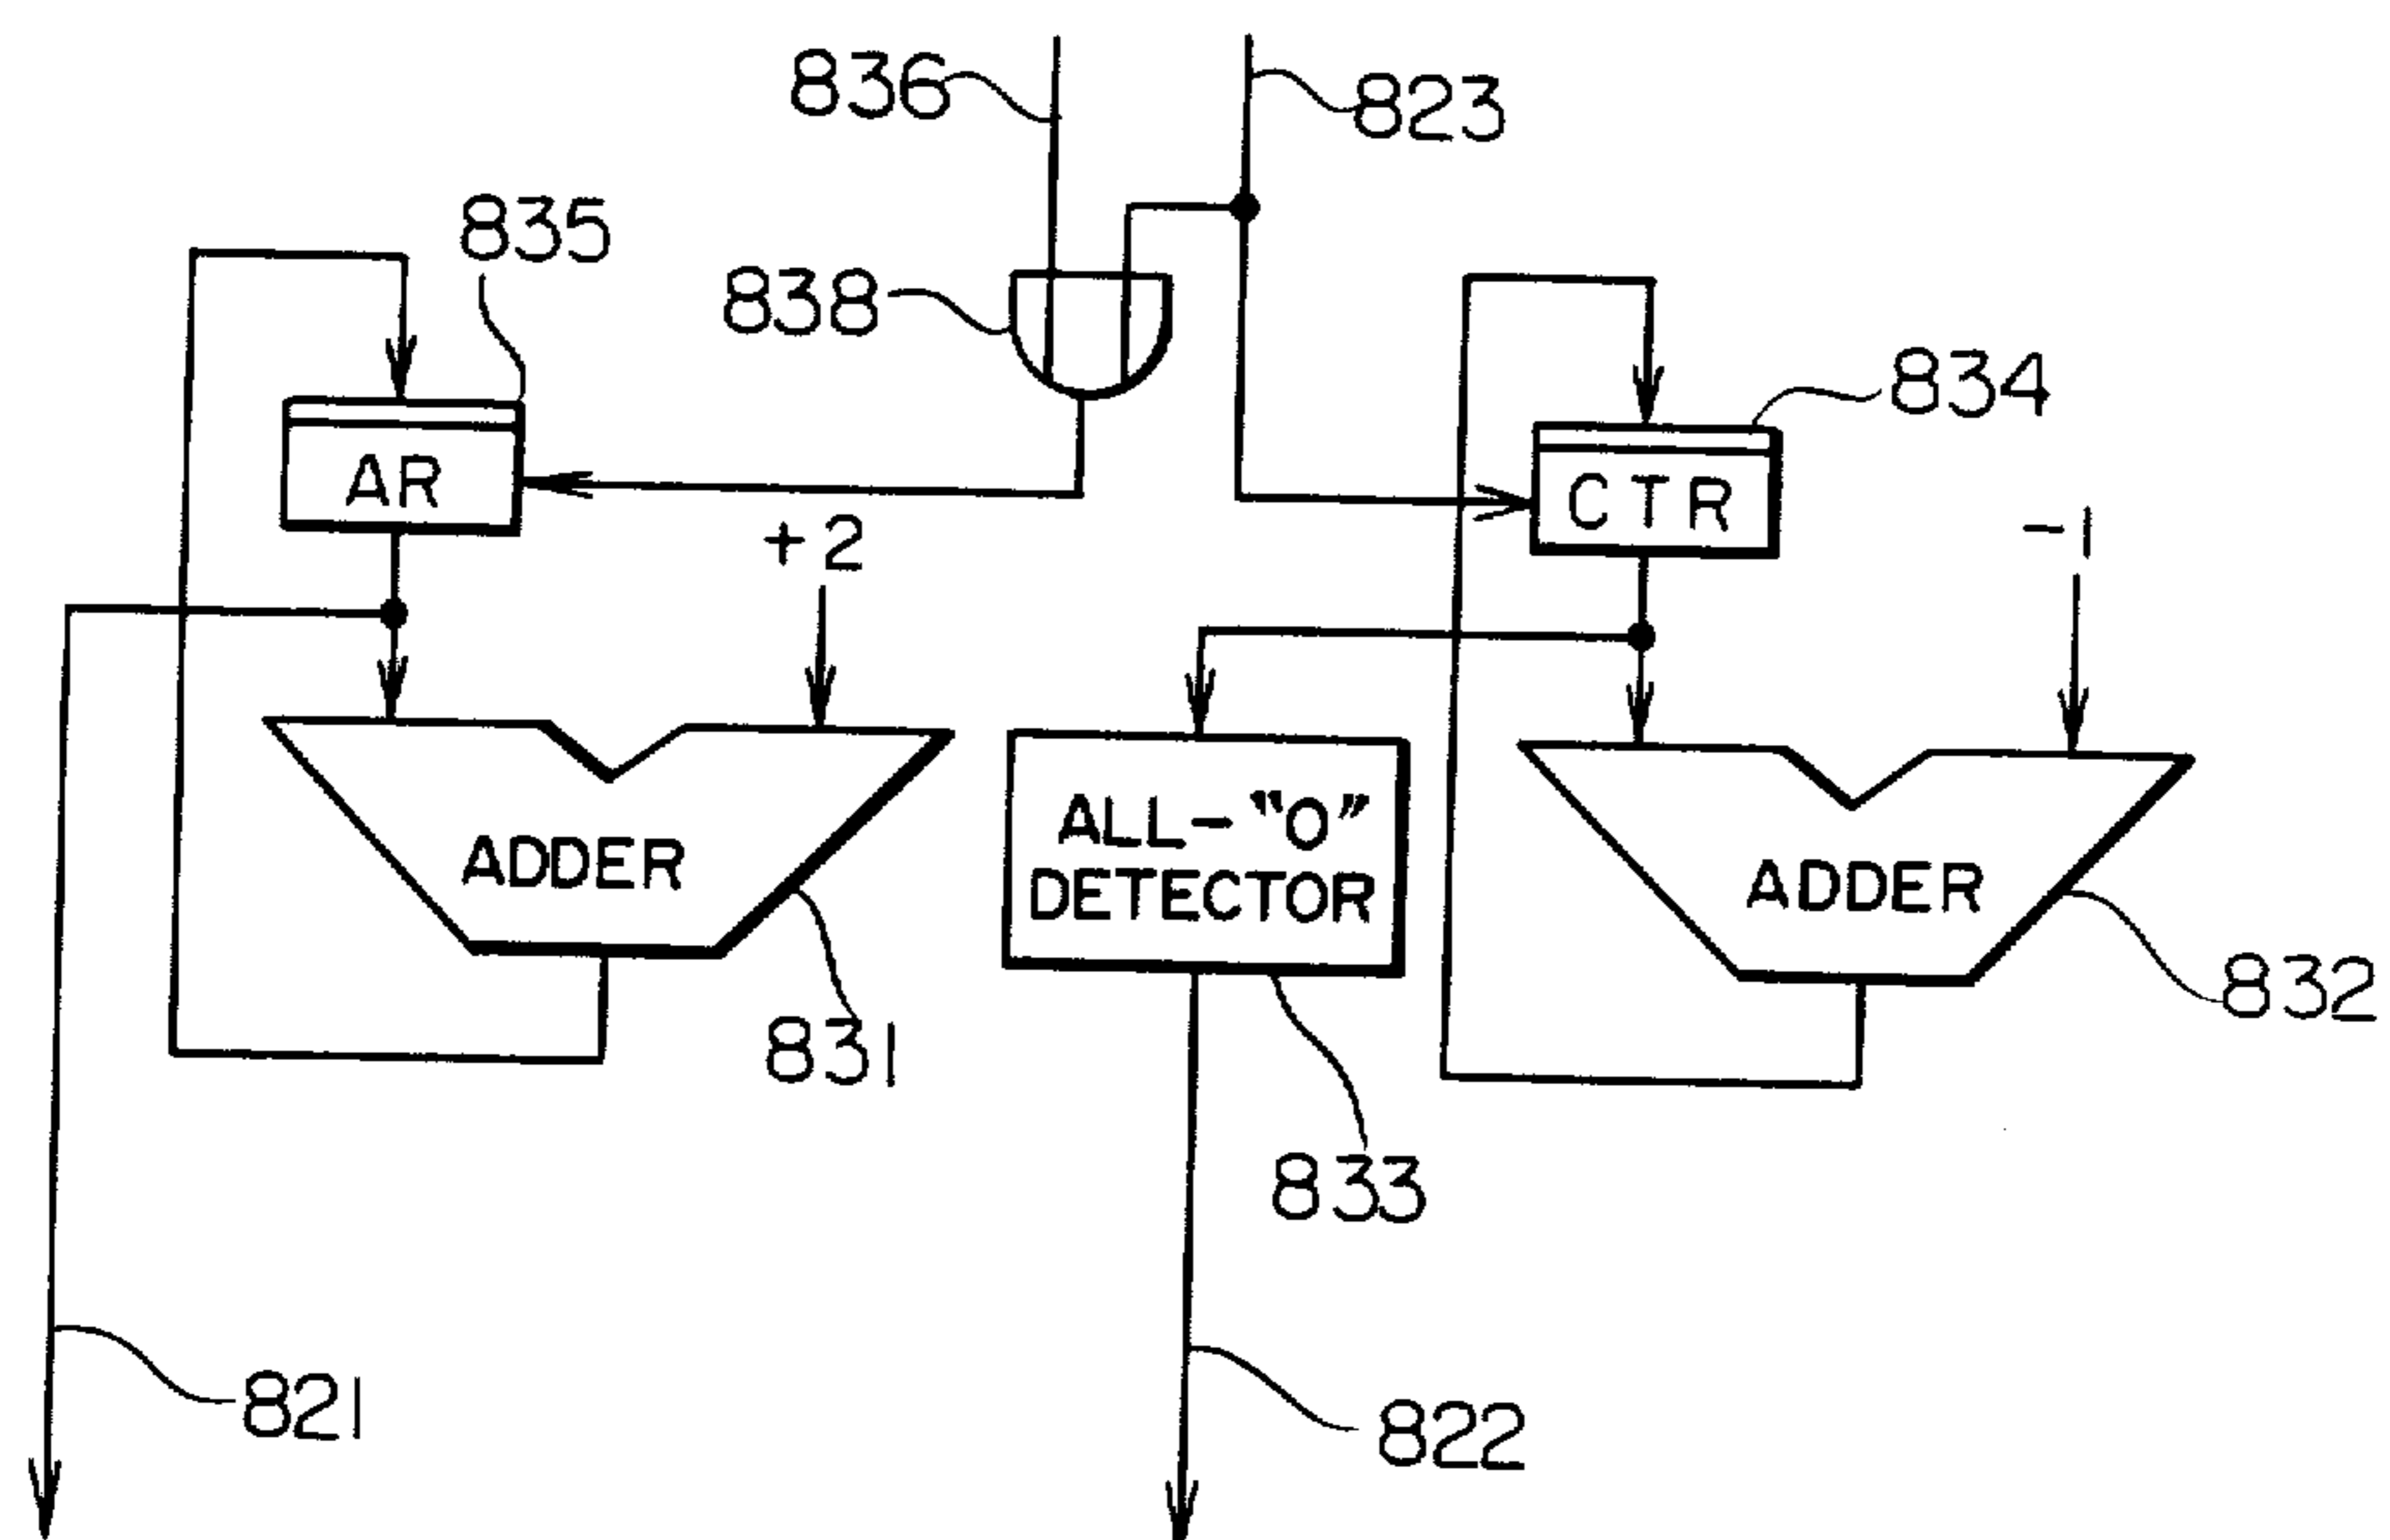 836
823
835
838
834
AR
CTR
+2
-1
ALL-"0"
DETECTOR
ADDER
ADDER
832
831
833
821
822